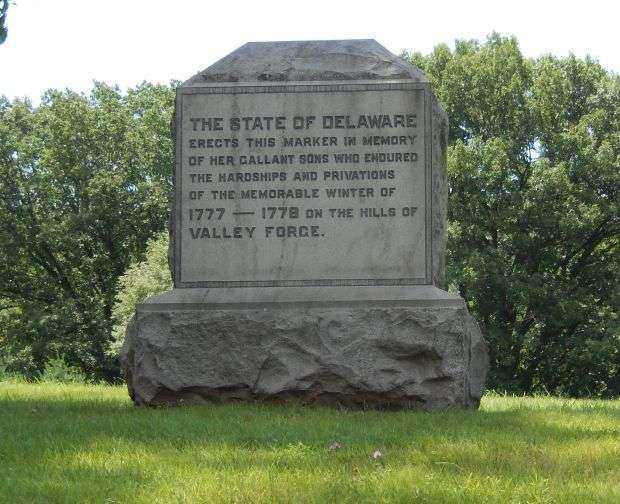 THE STATE OF DELAWARE
ERECTS THIS MARKER IN MEMORY
OF HER GALLANT SONS WHO ENDURED
THE HARDSHIPS AND PRIVATIONS
OF THE MEMORABLE WINTER OF
1777 — 1778 ON THE HILLS OF
VALLEY FORGE.